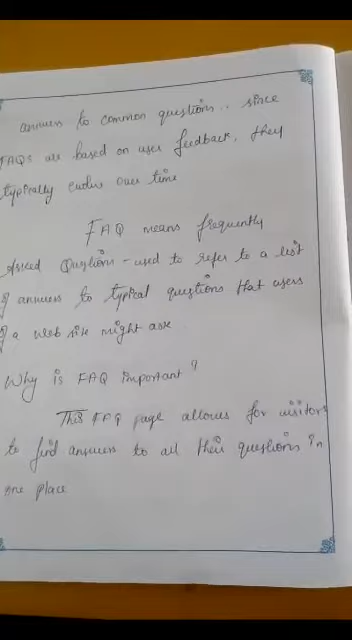 answers to common questions.. since
FAQs are based on user feedback, they
typically evolve over time
FAQ means frequently
Asked Questions - used to refer to a list
of answers to typical questions that users
of a web site might ask
Why is FAQ important?
This FAQ page allows for visitors
to find answers to all their questions in
one place